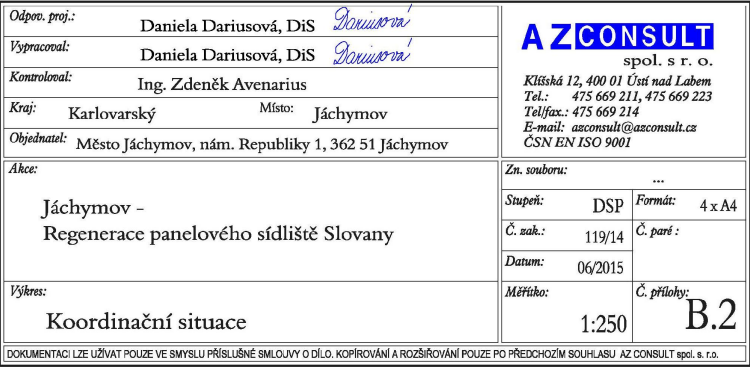 Odpov. proj.: Daniela Dariusová, DiS Dariusová
Vypracoval: Daniela Dariusová, DiS Dariusová
Kontroloval: Ing. Zdeněk Avenarius
Kraj: Karlovarský Místo: Jáchymov
Objednatel: Město Jáchymov, nám. Republiky 1, 362 51 Jáchymov
AZ CONSULT
spol. s r. o.
Klíšská 12, 400 01 Ústí nad Labem
Tel.: 475 669 211, 475 669 223
Tel/fax.: 475 669 214
E-mail: azconsult@azconsult.cz
ČSN EN ISO 9001
Akce:
Jáchymov -
Regenerace panelového sídliště Slovany
Výkres:
Koordinační situace
Zn. souboru: ...
Stupeň: DSP Formát: 4 x A4
Č. zak.: 119/14 Č. paré :
Datum: 06/2015
Měřítko: 1:250 Č. přílohy: B.2
DOKUMENTACI LZE UŽÍVAT POUZE VE SMYSLU PŘÍSLUŠNÉ SMLOUVY O DÍLO. KOPÍROVÁNÍ A ROZŠIŘOVÁNÍ POUZE PO PŘEDCHOZÍM SOUHLASU AZ CONSULT spol. s r. o.